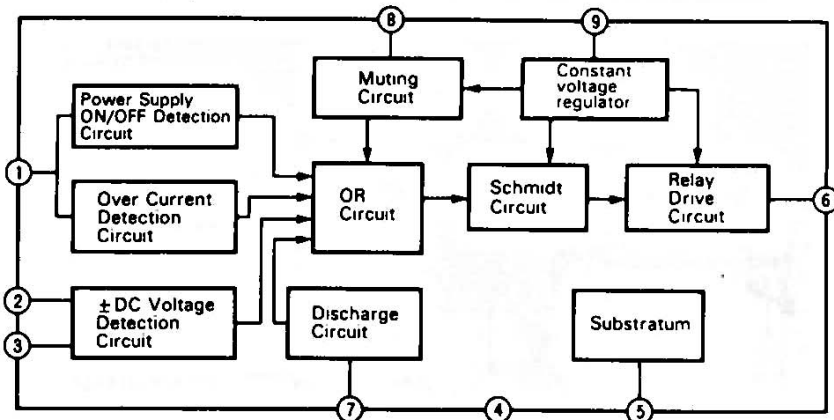 8
9
Muting
Circuit
Constant
voltage
regulator
Power Supply
ON/OFF Detection
Circuit
1
Over Current
Detection
Circuit
OR
Circuit
Schmidt
Circuit
Relay
Drive
Circuit
6
2
3
± DC Voltage
Detection
Circuit
Discharge
Circuit
Substratum
7
4
5